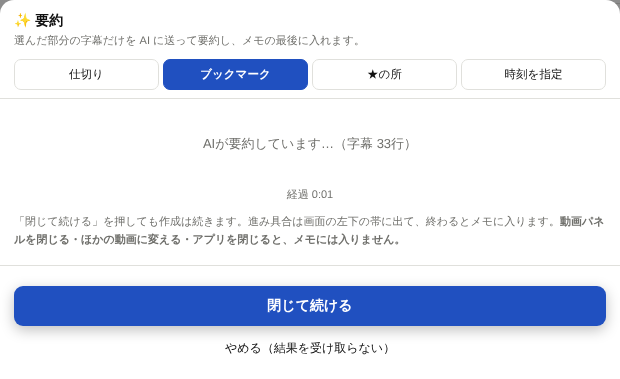 ✨ 要約
選んだ部分の字幕だけを AI に送って要約し、メモの最後に入れます。
仕切り
ブックマーク
★の所
時刻を指定
AIが要約しています…（字幕 33行）
経過 0:01
「閉じて続ける」を押しても作成は続きます。進み具合は画面の左下の帯に出て、終わるとメモに入ります。動画パネ
ルを閉じる・ほかの動画に変える・アプリを閉じると、メモには入りません。
閉じて続ける
やめる（結果を受け取らない）